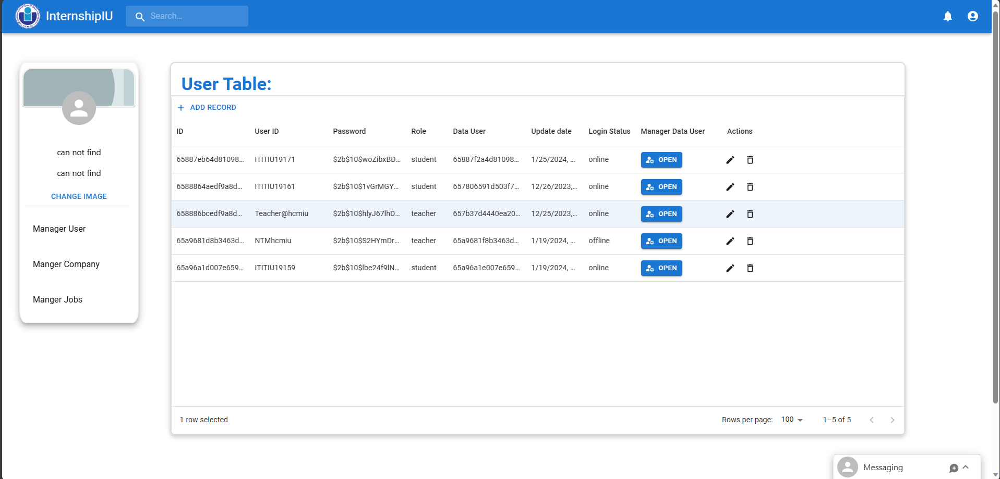 InternshipIU
Search...
can not find
can not find
CHANGE IMAGE
Manager User
Manger Company
Manger Jobs
User Table:
ADD RECORD
ID User ID Password Role Data User Update date Login Status Manager Data User Actions
65887eb64d81098... ITITIU19171 $2b$10$woZibxBD... student 65887f2a4d81098... 1/25/2024, ... online OPEN
6588864aedf9a8d... ITITIU19161 $2b$10$1vGrMGY... student 657806591d503f7... 12/26/2023,... online OPEN
658886bcedf9a8d... Teacher@hcmiu $2b$10$hlyJ67lhD... teacher 657b37d4440ea20... 12/25/2023,... online OPEN
65a9681d8b3463d... NTMhcmiu $2b$10$S2HYmDr... teacher 65a9681f8b3463d... 1/19/2024, ... offline OPEN
65a96a1d007e659... ITITIU19159 $2b$10$lbe24f9lN... student 65a96a1e007e659... 1/19/2024, ... online OPEN
1 row selected
Rows per page: 100 1–5 of 5
Messaging